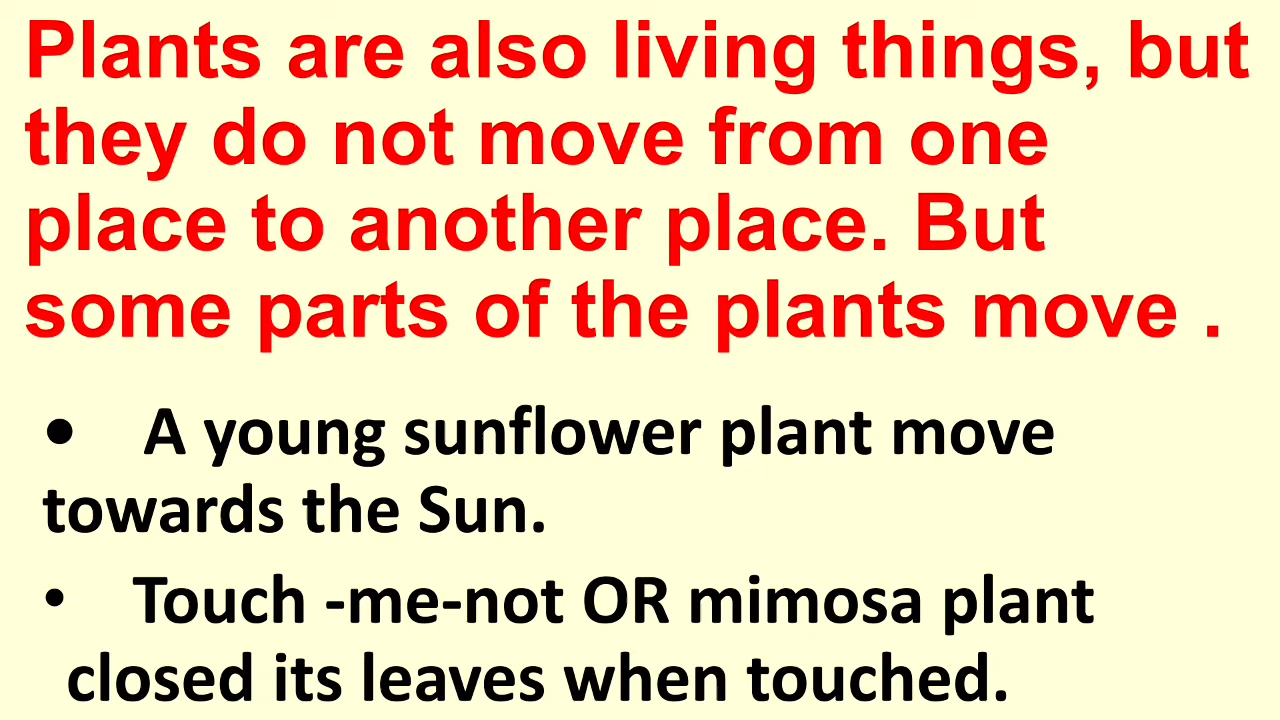 Plants are also living things, but
they do not move from one
place to another place. But
some parts of the plants move .
• A young sunflower plant move
towards the Sun.
• Touch -me-not OR mimosa plant
closed its leaves when touched.